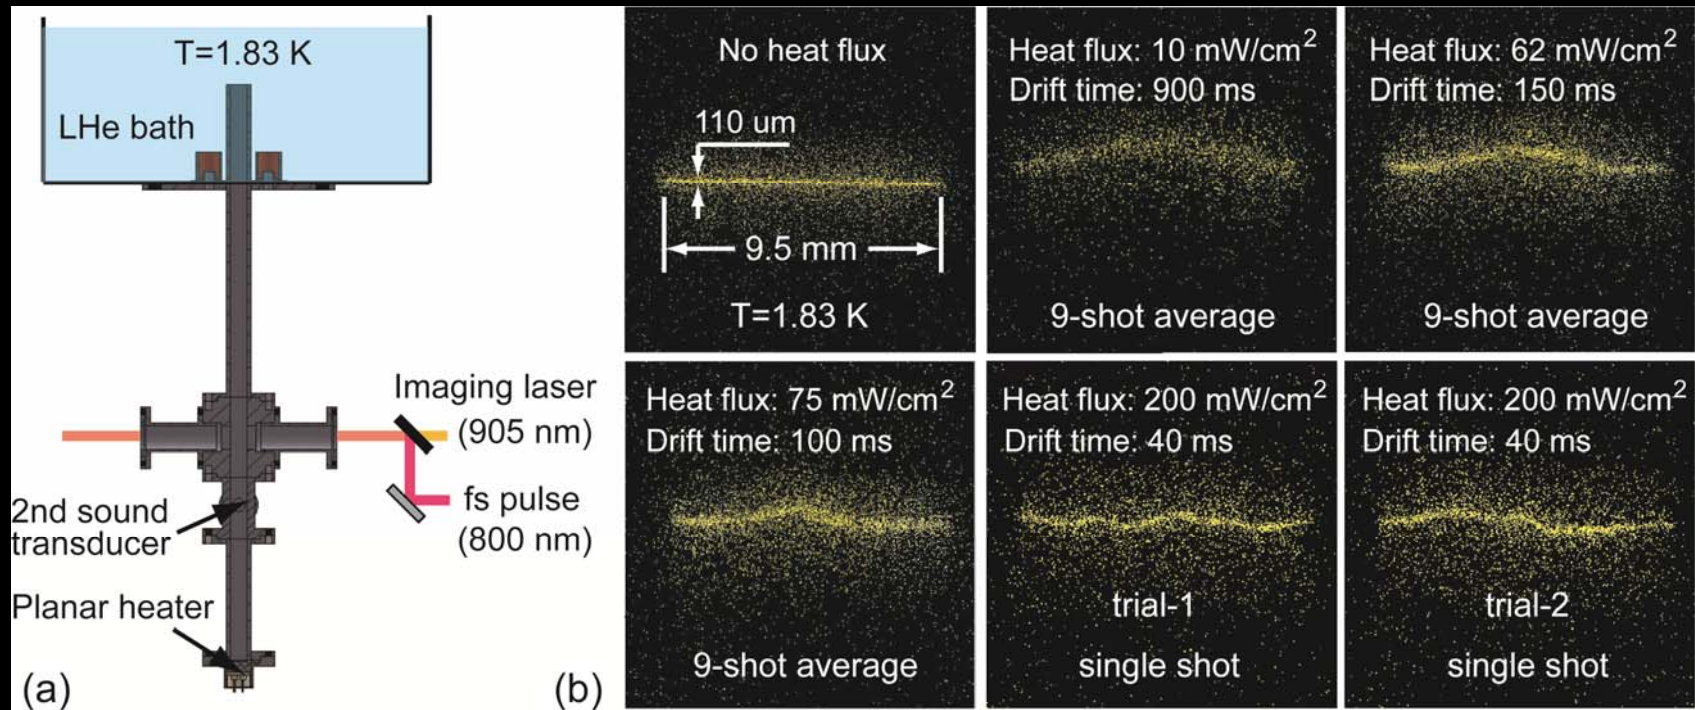 T=1.83 K
LHe bath
Imaging laser
(905 nm)
fs pulse
(800 nm)
2nd sound
transducer
Planar heater
(a)
(b)
No heat flux
110 um
9.5 mm
T=1.83 K
Heat flux: 10 mW/cm²
Drift time: 900 ms
9-shot average
Heat flux: 62 mW/cm²
Drift time: 150 ms
9-shot average
Heat flux: 75 mW/cm²
Drift time: 100 ms
9-shot average
Heat flux: 200 mW/cm²
Drift time: 40 ms
trial-1
single shot
Heat flux: 200 mW/cm²
Drift time: 40 ms
trial-2
single shot